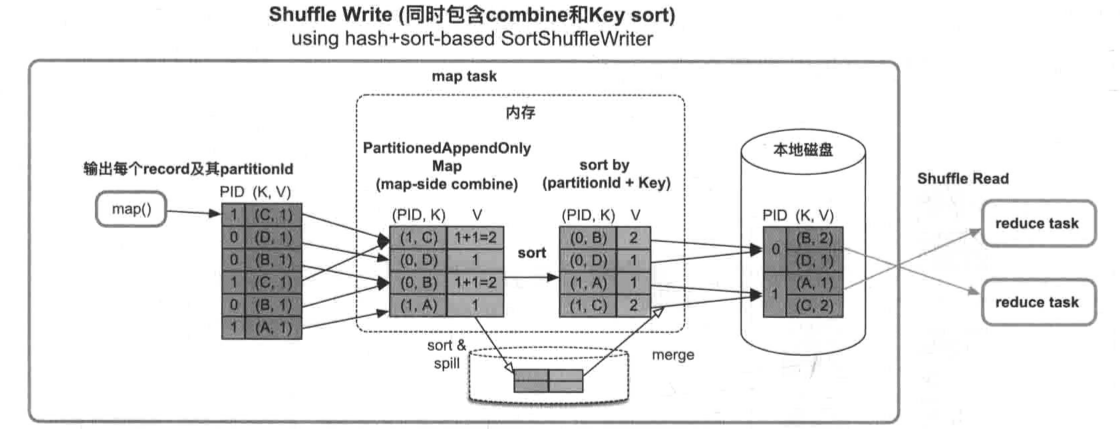 Shuffle Write (同时包含combine和Key sort)
using hash+sort-based SortShuffleWriter
map task
内存
输出每个record及其partitionId
PID (K, V)
map()
1 (C, 1)
0 (D, 1)
0 (B, 1)
1 (C, 1)
0 (B, 1)
1 (A, 1)
PartitionedAppendOnly
Map
(map-side combine)
(PID, K) V
(1, C) 1+1=2
(0, D) 1
(0, B) 1+1=2
(1, A) 1
sort
sort by
(partitionId + Key)
(PID, K) V
(0, B) 2
(0, D) 1
(1, A) 1
(1, C) 2
sort &
spill
merge
本地磁盘
PID (K, V)
0 (B, 2)
(D, 1)
1 (A, 1)
(C, 2)
Shuffle Read
reduce task
reduce task